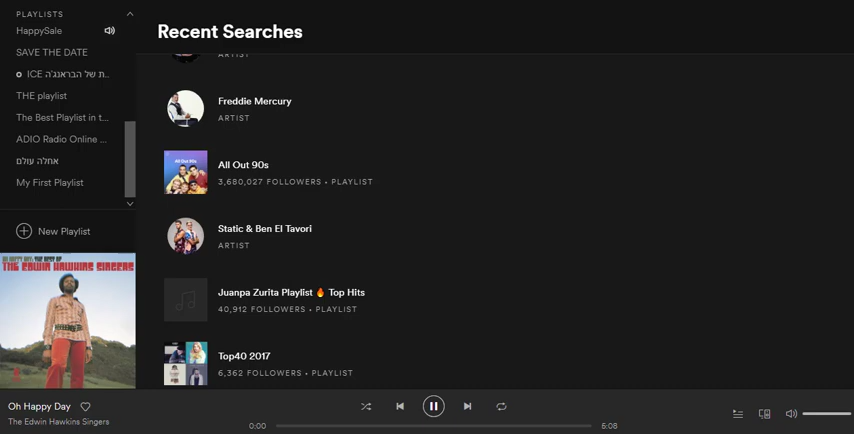 PLAYLISTS
HappySale
SAVE THE DATE
ICE ת של הבראנג'ה..
THE playlist
The Best Playlist in t...
ADIO Radio Online ...
אחלה עולם
My First Playlist
New Playlist
THE EDWIN HAWKINS SINGERS
Oh Happy Day
The Edwin Hawkins Singers
Recent Searches
ARTIST
Freddie Mercury
ARTIST
All Out 90s
All Out 90s
3,680,027 FOLLOWERS • PLAYLIST
Static & Ben El Tavori
ARTIST
Juanpa Zurita Playlist 🔥 Top Hits
40,912 FOLLOWERS • PLAYLIST
Top40 2017
6,362 FOLLOWERS • PLAYLIST
0:00
5:08